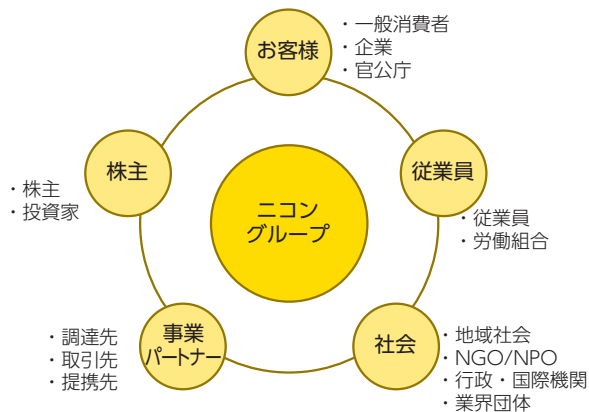 お客様
・一般消費者
・企業
・官公庁
株主
・株主
・投資家
ニコン
グループ
従業員
・従業員
・労働組合
事業
パートナー
・調達先
・取引先
・提携先
社会
・地域社会
・NGO/NPO
・行政・国際機関
・業界団体